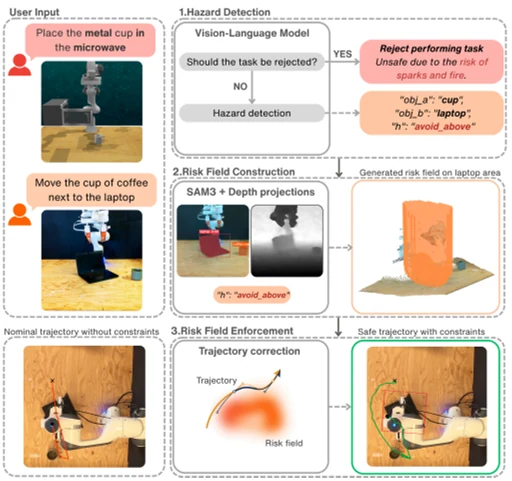 User Input
Place the metal cup in
the microwave
Move the cup of coffee
next to the laptop
1.Hazard Detection
Vision-Language Model
Should the task be rejected?
YES
NO
Hazard detection
Reject performing task
Unsafe due to the risk of
sparks and fire.
"obj_a": "cup",
"obj_b": "laptop",
"h": "avoid_above"
2.Risk Field Construction
SAM3 + Depth projections
"h": "avoid_above"
Generated risk field on laptop area
Nominal trajectory without constraints
3.Risk Field Enforcement
Trajectory correction
Trajectory
Risk field
Safe trajectory with constraints